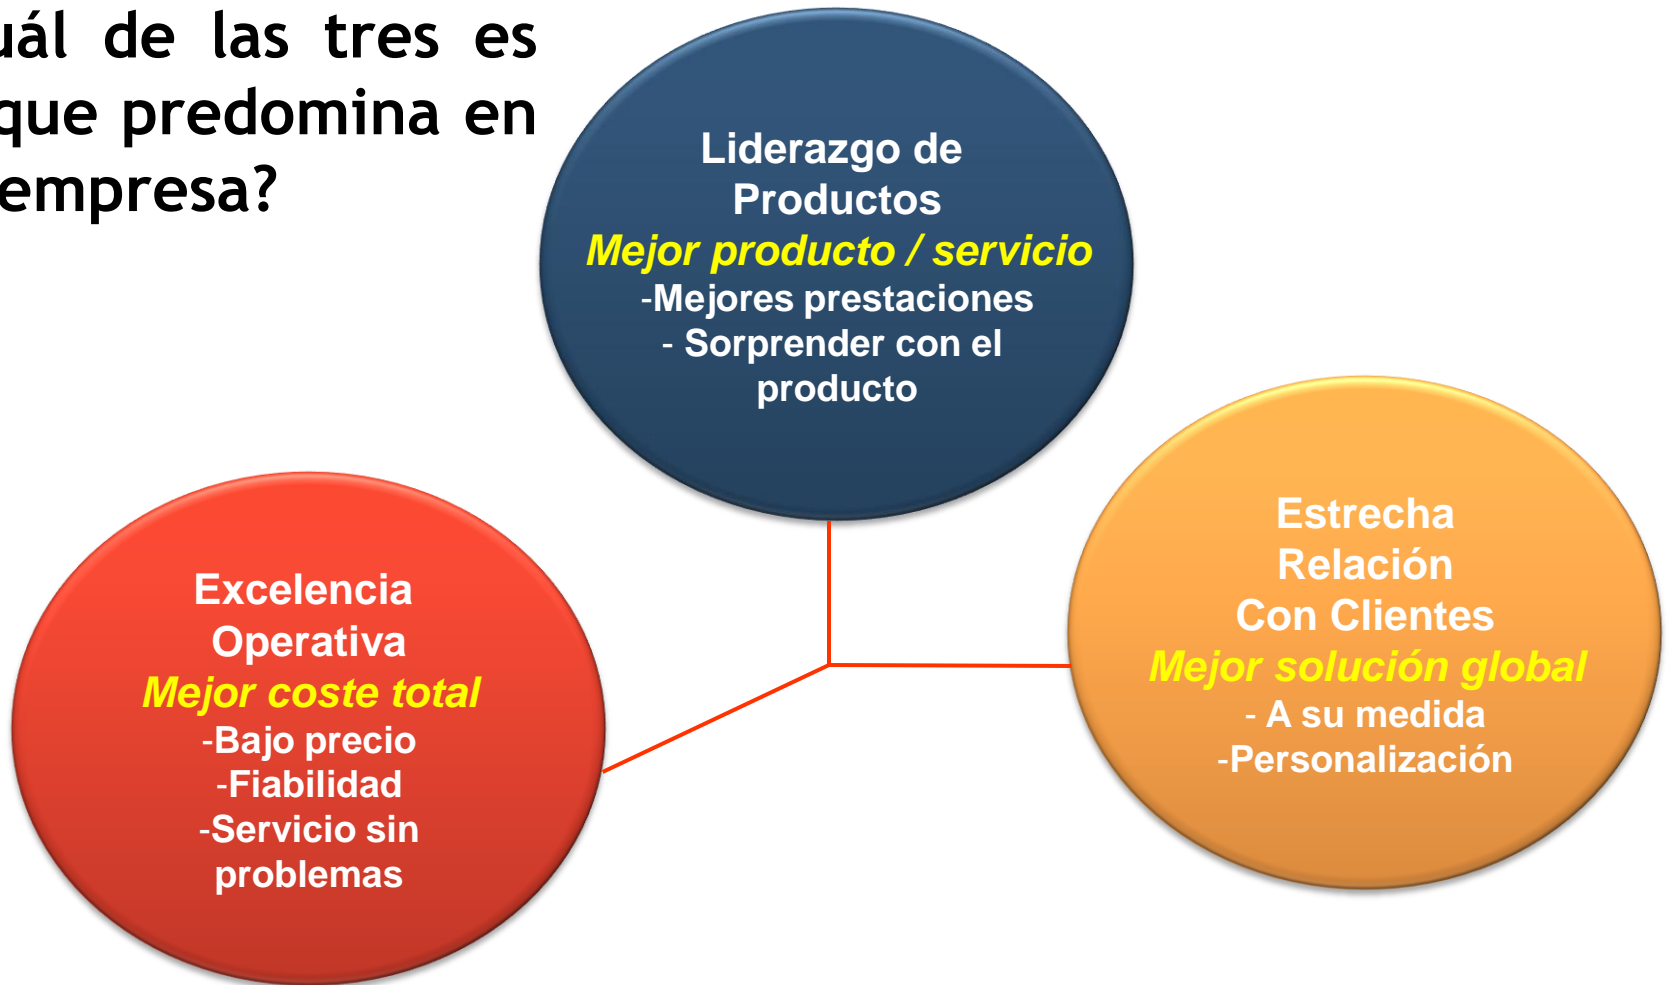 uál de las tres es
que predomina en
empresa?
Liderazgo de
Productos
Mejor producto / servicio
-Mejores prestaciones
- Sorprender con el
producto
Estrecha
Relación
Con Clientes
Mejor solución global
- A su medida
-Personalización
Excelencia
Operativa
Mejor coste total
-Bajo precio
-Fiabilidad
-Servicio sin
problemas